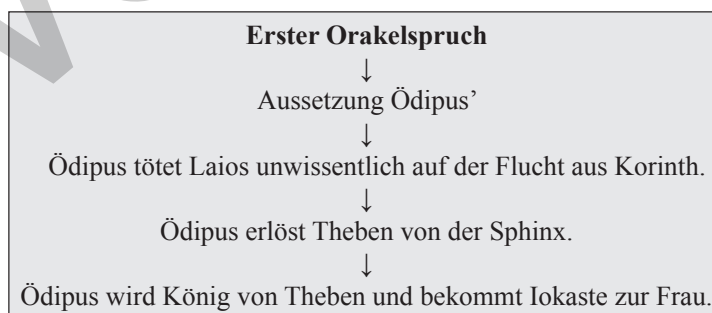 Erster Orakelspruch
↓
Aussetzung Ödipus’
↓
Ödipus tötet Laios unwissentlich auf der Flucht aus Korinth.
↓
Ödipus erlöst Theben von der Sphinx.
↓
Ödipus wird König von Theben und bekommt Iokaste zur Frau.